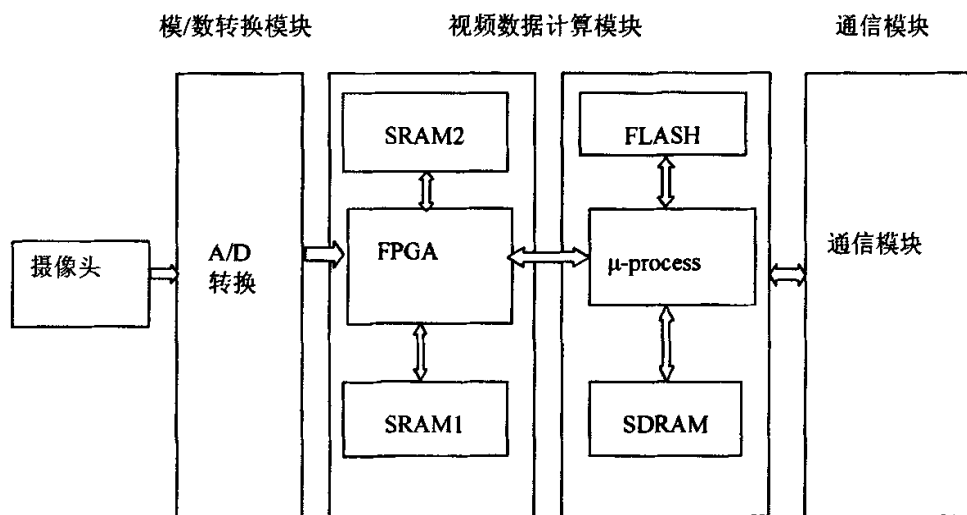 模/数转换模块
视频数据计算模块
通信模块
SRAM2
FLASH
摄像头
A/D
转换
FPGA
μ-process
通信模块
SRAM1
SDRAM